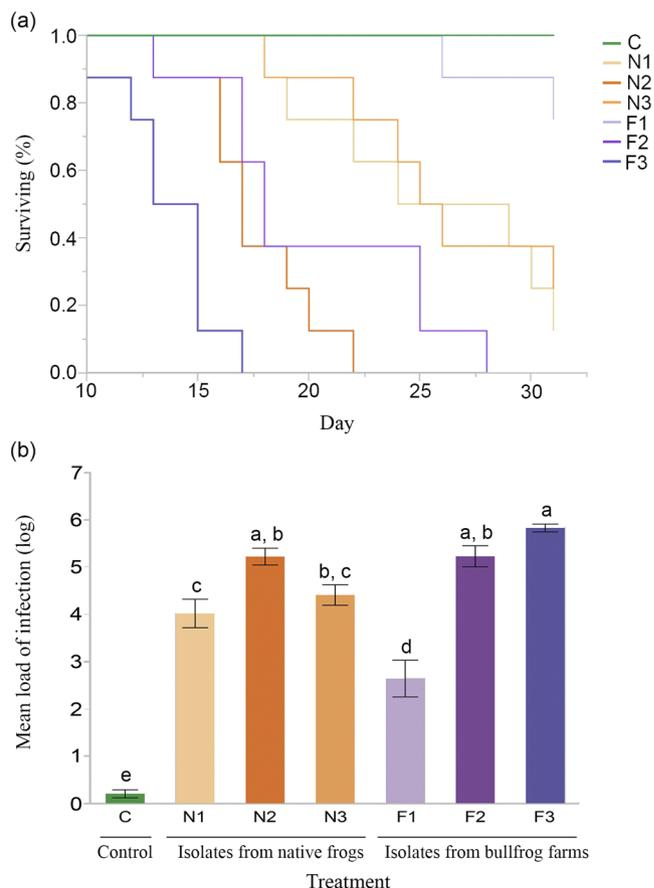 (a)
1.0
0.8
0.6
0.4
0.2
0.0
Surviving (%)
10 15 20 25 30
Day
C
N1
N2
N3
F1
F2
F3
(b)
7
6
5
4
3
2
1
0
Mean load of infection (log)
e
c
a, b
b, c
d
a, b
a
C N1 N2 N3 F1 F2 F3
Control Isolates from native frogs Isolates from bullfrog farms
Treatment